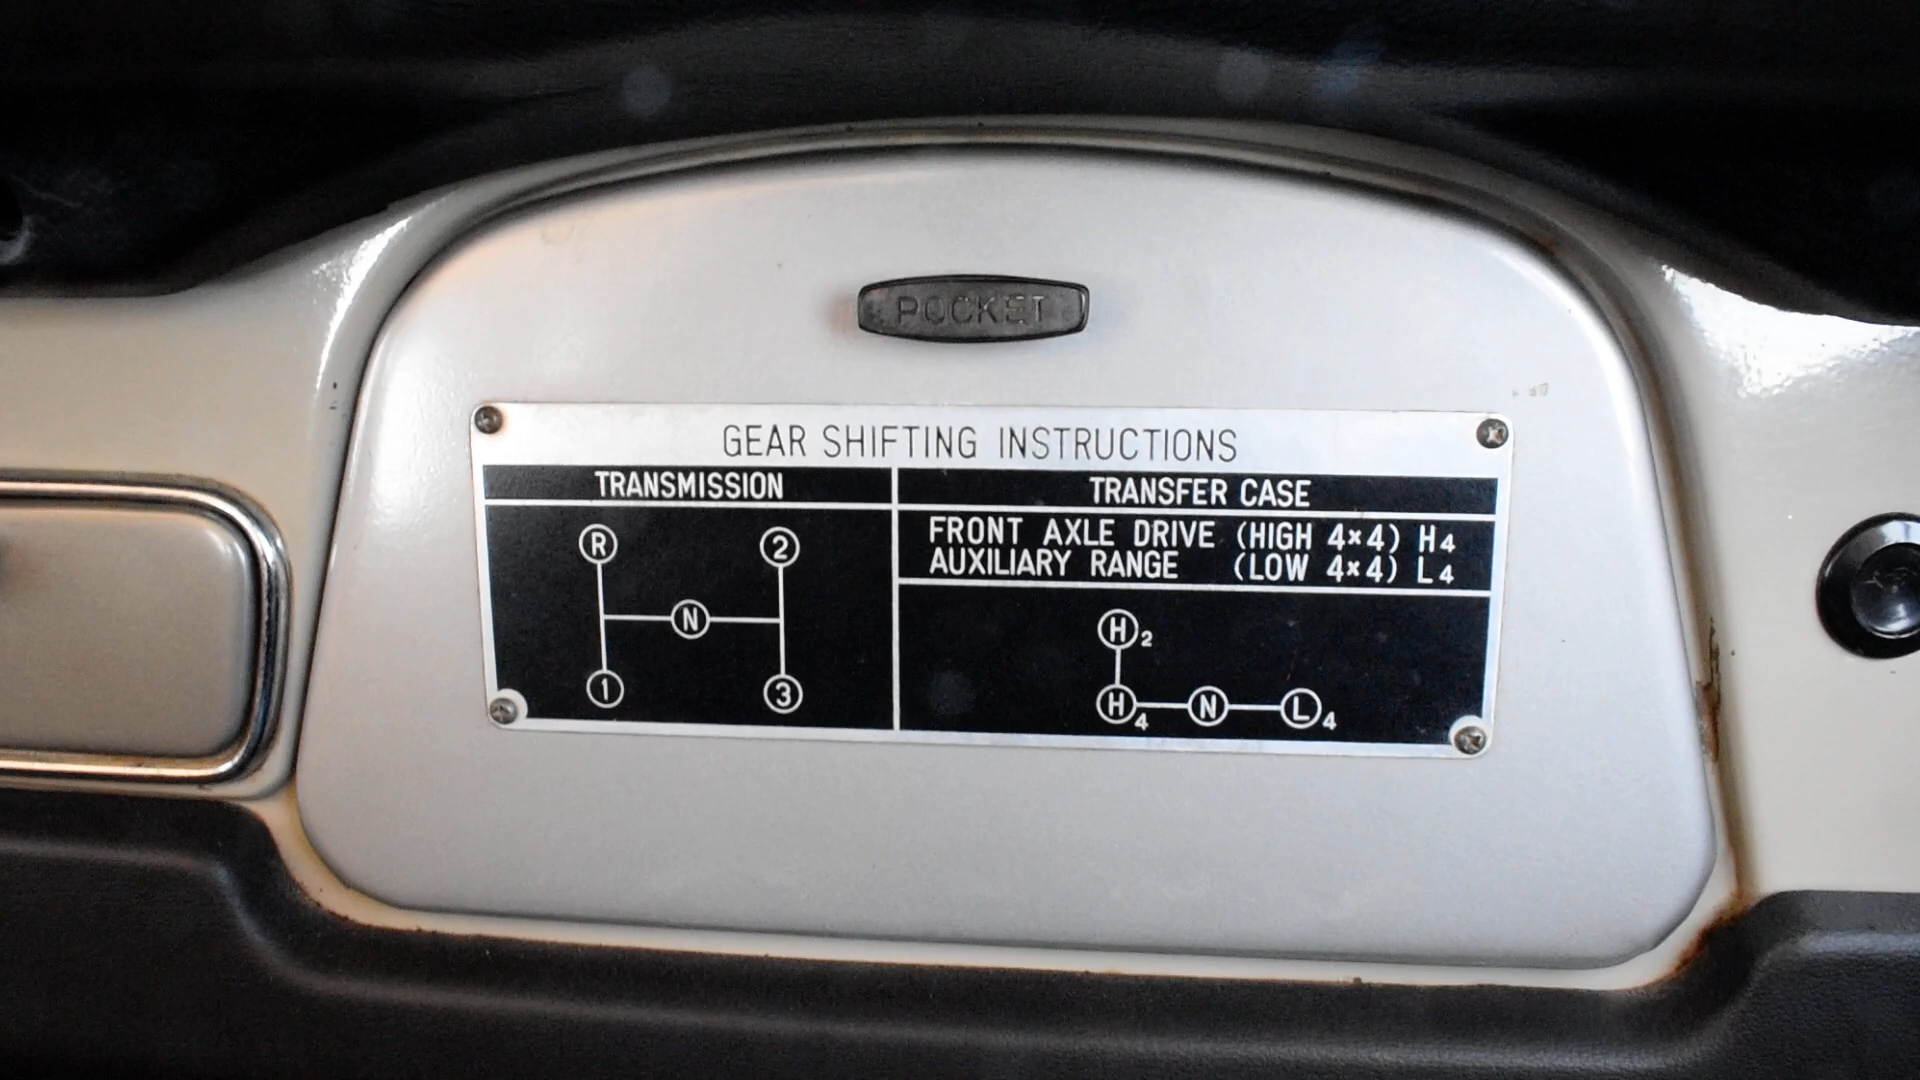 POCKET
GEAR SHIFTING INSTRUCTIONS
TRANSMISSION
R 2
N
1 3
TRANSFER CASE
FRONT AXLE DRIVE (HIGH 4×4) H4
AUXILIARY RANGE (LOW 4×4) L4
H2
H4 N L4